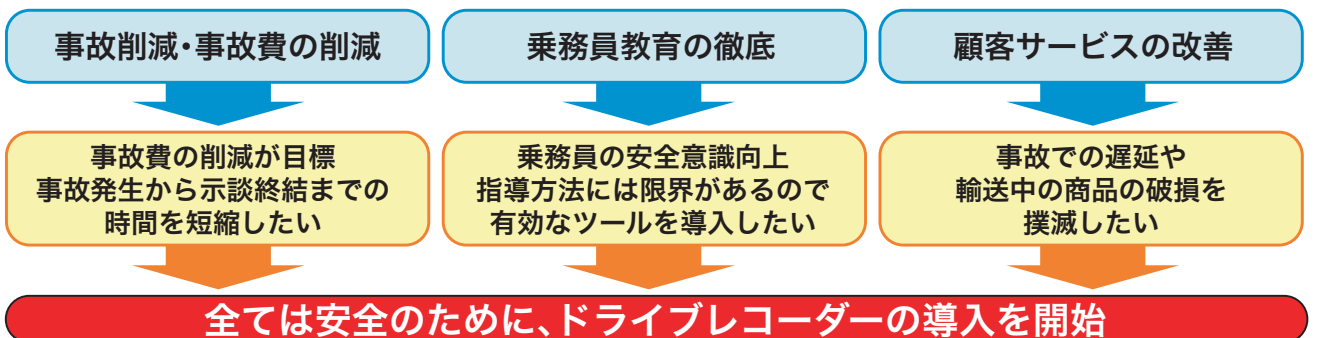 事故削減・事故費の削減
乗務員教育の徹底
顧客サービスの改善
事故費の削減が目標
事故発生から示談終結までの
時間を短縮したい
乗務員の安全意識向上
指導方法には限界があるので
有効なツールを導入したい
事故での遅延や
輸送中の商品の破損を
撲滅したい
全ては安全のために、ドライブレコーダーの導入を開始